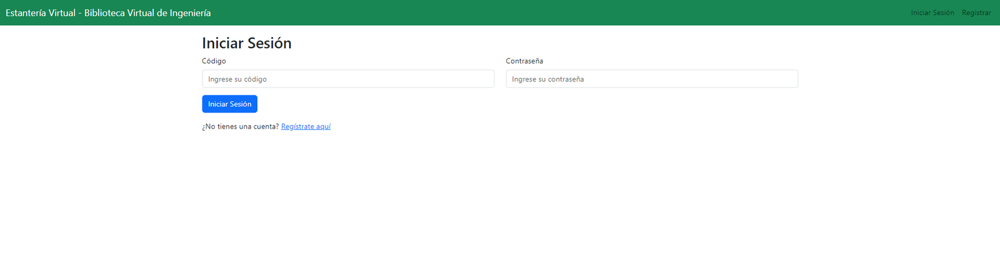 Estantería Virtual - Biblioteca Virtual de Ingeniería
Iniciar Sesión Registrar
Iniciar Sesión
Código Contraseña
Ingrese su código Ingrese su contraseña
Iniciar Sesión
¿No tienes una cuenta? Regístrate aquí